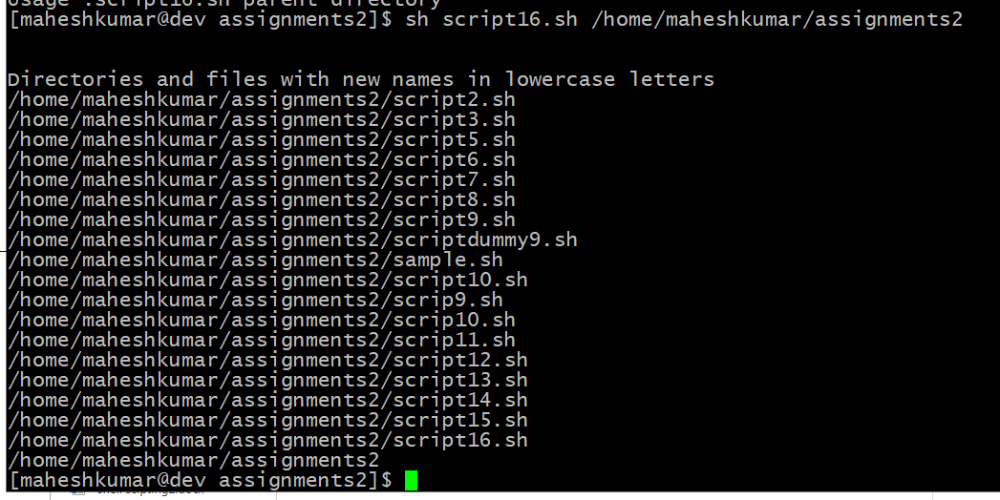 usage .script16.sh parent directory
[maheshkumar@dev assignments2]$ sh script16.sh /home/maheshkumar/assignments2
Directories and files with new names in lowercase letters
/home/maheshkumar/assignments2/script2.sh
/home/maheshkumar/assignments2/script3.sh
/home/maheshkumar/assignments2/script5.sh
/home/maheshkumar/assignments2/script6.sh
/home/maheshkumar/assignments2/script7.sh
/home/maheshkumar/assignments2/script8.sh
/home/maheshkumar/assignments2/script9.sh
/home/maheshkumar/assignments2/scriptdummy9.sh
/home/maheshkumar/assignments2/sample.sh
/home/maheshkumar/assignments2/script10.sh
/home/maheshkumar/assignments2/scrip9.sh
/home/maheshkumar/assignments2/scrip10.sh
/home/maheshkumar/assignments2/scrip11.sh
/home/maheshkumar/assignments2/script12.sh
/home/maheshkumar/assignments2/script13.sh
/home/maheshkumar/assignments2/script14.sh
/home/maheshkumar/assignments2/script15.sh
/home/maheshkumar/assignments2/script16.sh
/home/maheshkumar/assignments2
[maheshkumar@dev assignments2]$